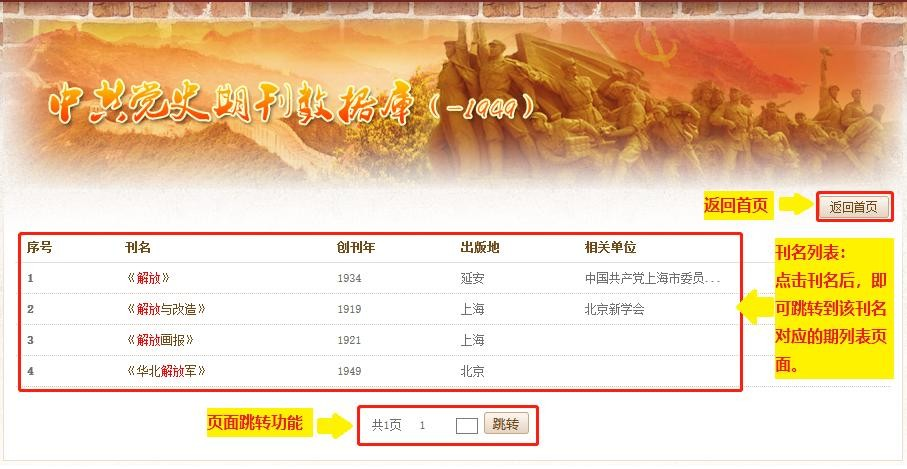 中共党史期刊数据库（-1949）
返回首页 返回首页
序号 刊名 创刊年 出版地 相关单位
1 《解放》 1934 延安 中国共产党上海市委员...
2 《解放与改造》 1919 上海 北京新学会
3 《解放画报》 1921 上海
4 《华北解放军》 1949 北京
刊名列表：
点击刊名后，即
可跳转到该刊名
对应的期列表页
面。
页面跳转功能 共1页 1 跳转